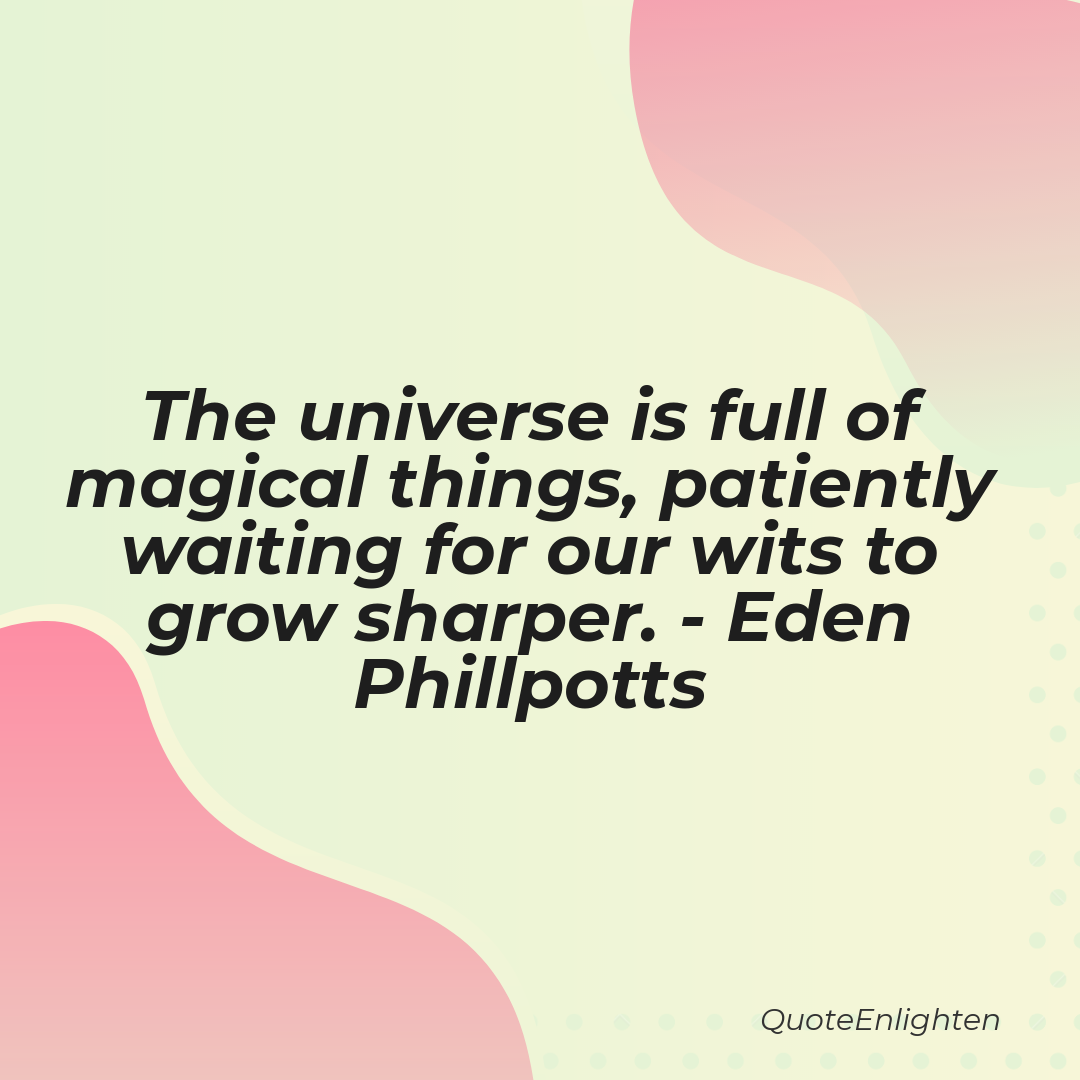 The universe is full of
magical things, patiently
waiting for our wits to
grow sharper. - Eden
Phillpotts
QuoteEnlighten